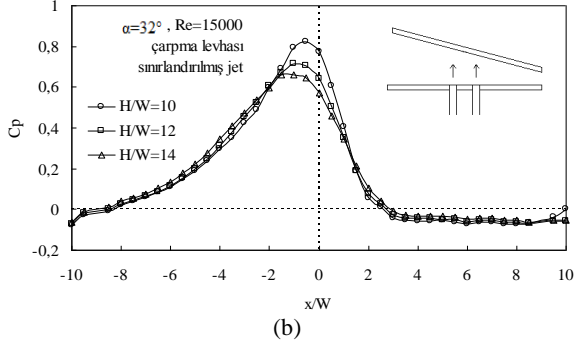 α=32° , Re=15000
çarpma levhası
sınırlandırılmış jet
H/W=10
H/W=12
H/W=14
Cp
1
0,8
0,6
0,4
0,2
0
-0,2
-10 -8 -6 -4 -2 0 2 4 6 8 10
x/W
(b)